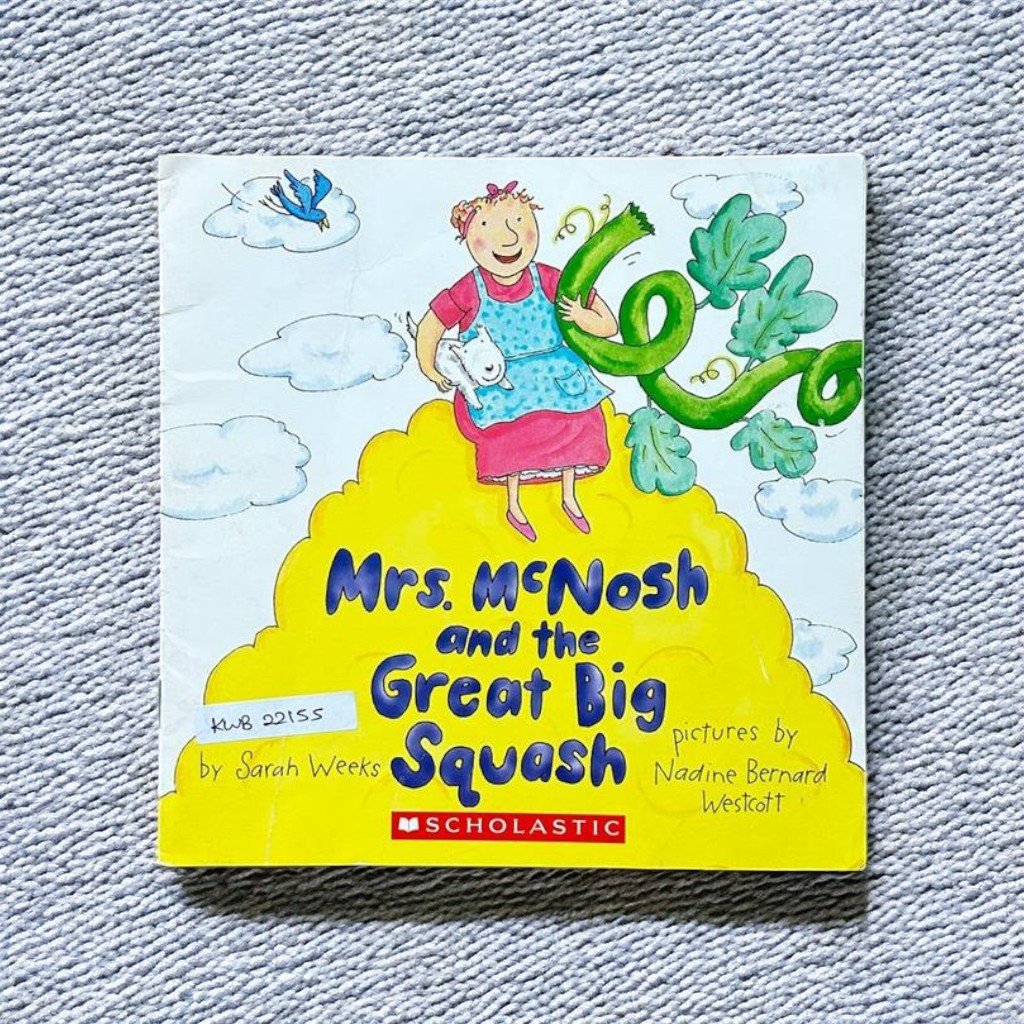 Mrs. McNosh
and the
Great Big
Squash
KWB 22155
by Sarah Weeks
pictures by
Nadine Bernard
Westcott
SCHOLASTIC